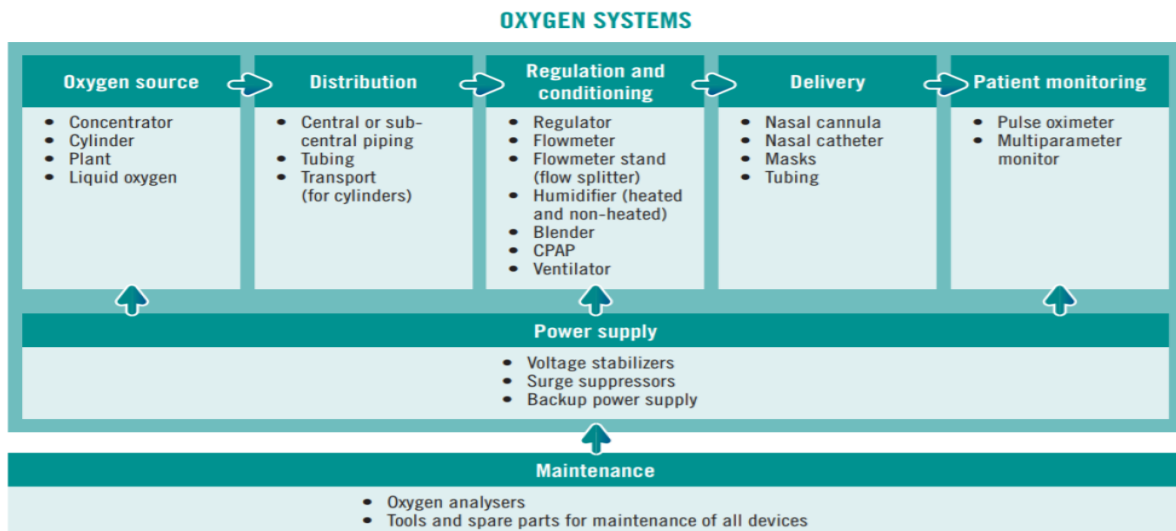 OXYGEN SYSTEMS
Oxygen source
Concentrator
Cylinder
Plant
Liquid oxygen
Distribution
Central or sub-
central piping
Tubing
Transport
(for cylinders)
Regulation and
conditioning
Regulator
Flowmeter
Flowmeter stand
(flow splitter)
Humidifier (heated
and non-heated)
Blender
CPAP
Ventilator
Delivery
Nasal cannula
Nasal catheter
Masks
Tubing
Patient monitoring
Pulse oximeter
Multiparameter
monitor
Power supply
Voltage stabilizers
Surge suppressors
Backup power supply
Maintenance
Oxygen analysers
Tools and spare parts for maintenance of all devices